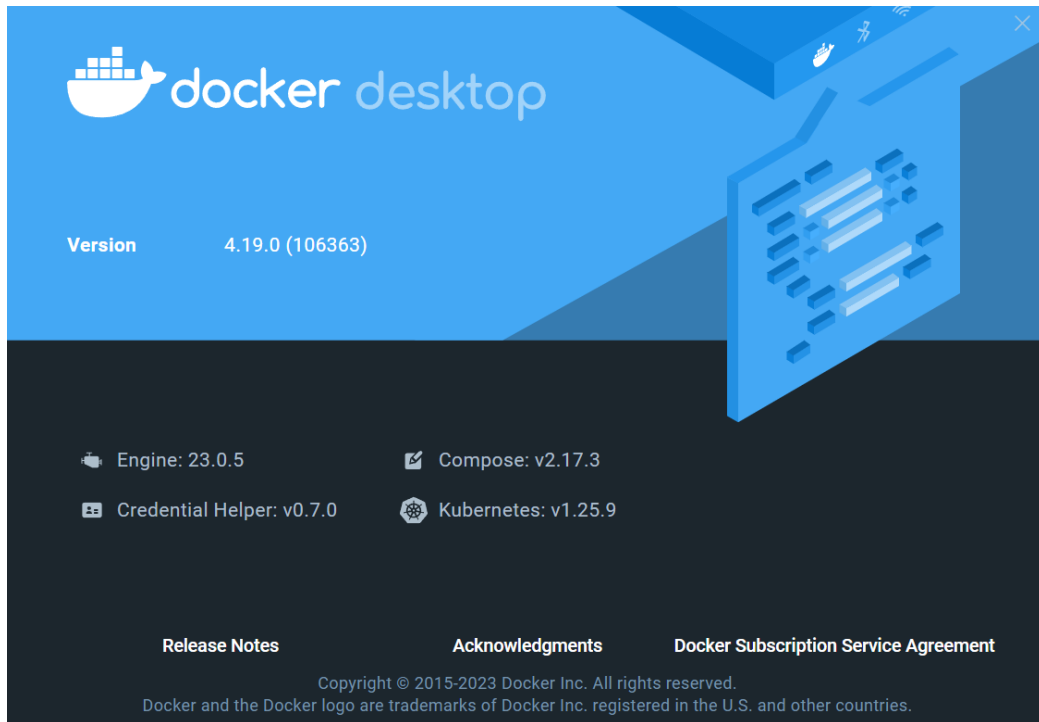 docker desktop
Version 4.19.0 (106363)
Engine: 23.0.5 Compose: v2.17.3
Credential Helper: v0.7.0 Kubernetes: v1.25.9
Release Notes Acknowledgments Docker Subscription Service Agreement
Copyright © 2015-2023 Docker Inc. All rights reserved.
Docker and the Docker logo are trademarks of Docker Inc. registered in the U.S. and other countries.